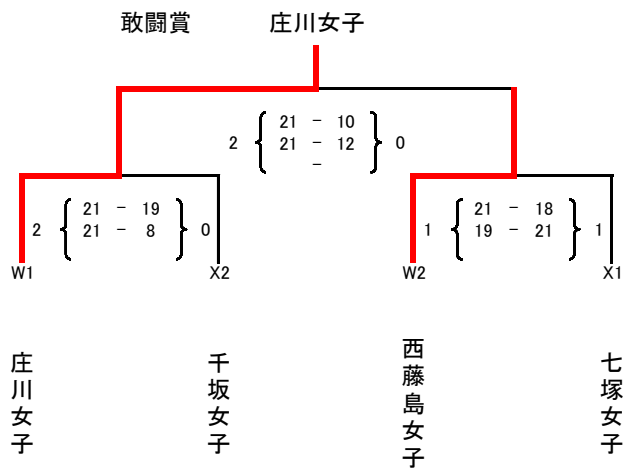 敢闘賞 庄川女子
21 - 10
2 21 - 12 0
-
21 - 19
2 21 - 8 0
21 - 18
1 19 - 21 1
W1 X2 W2 X1
庄川女子
千坂女子
西藤島女子
七塚女子